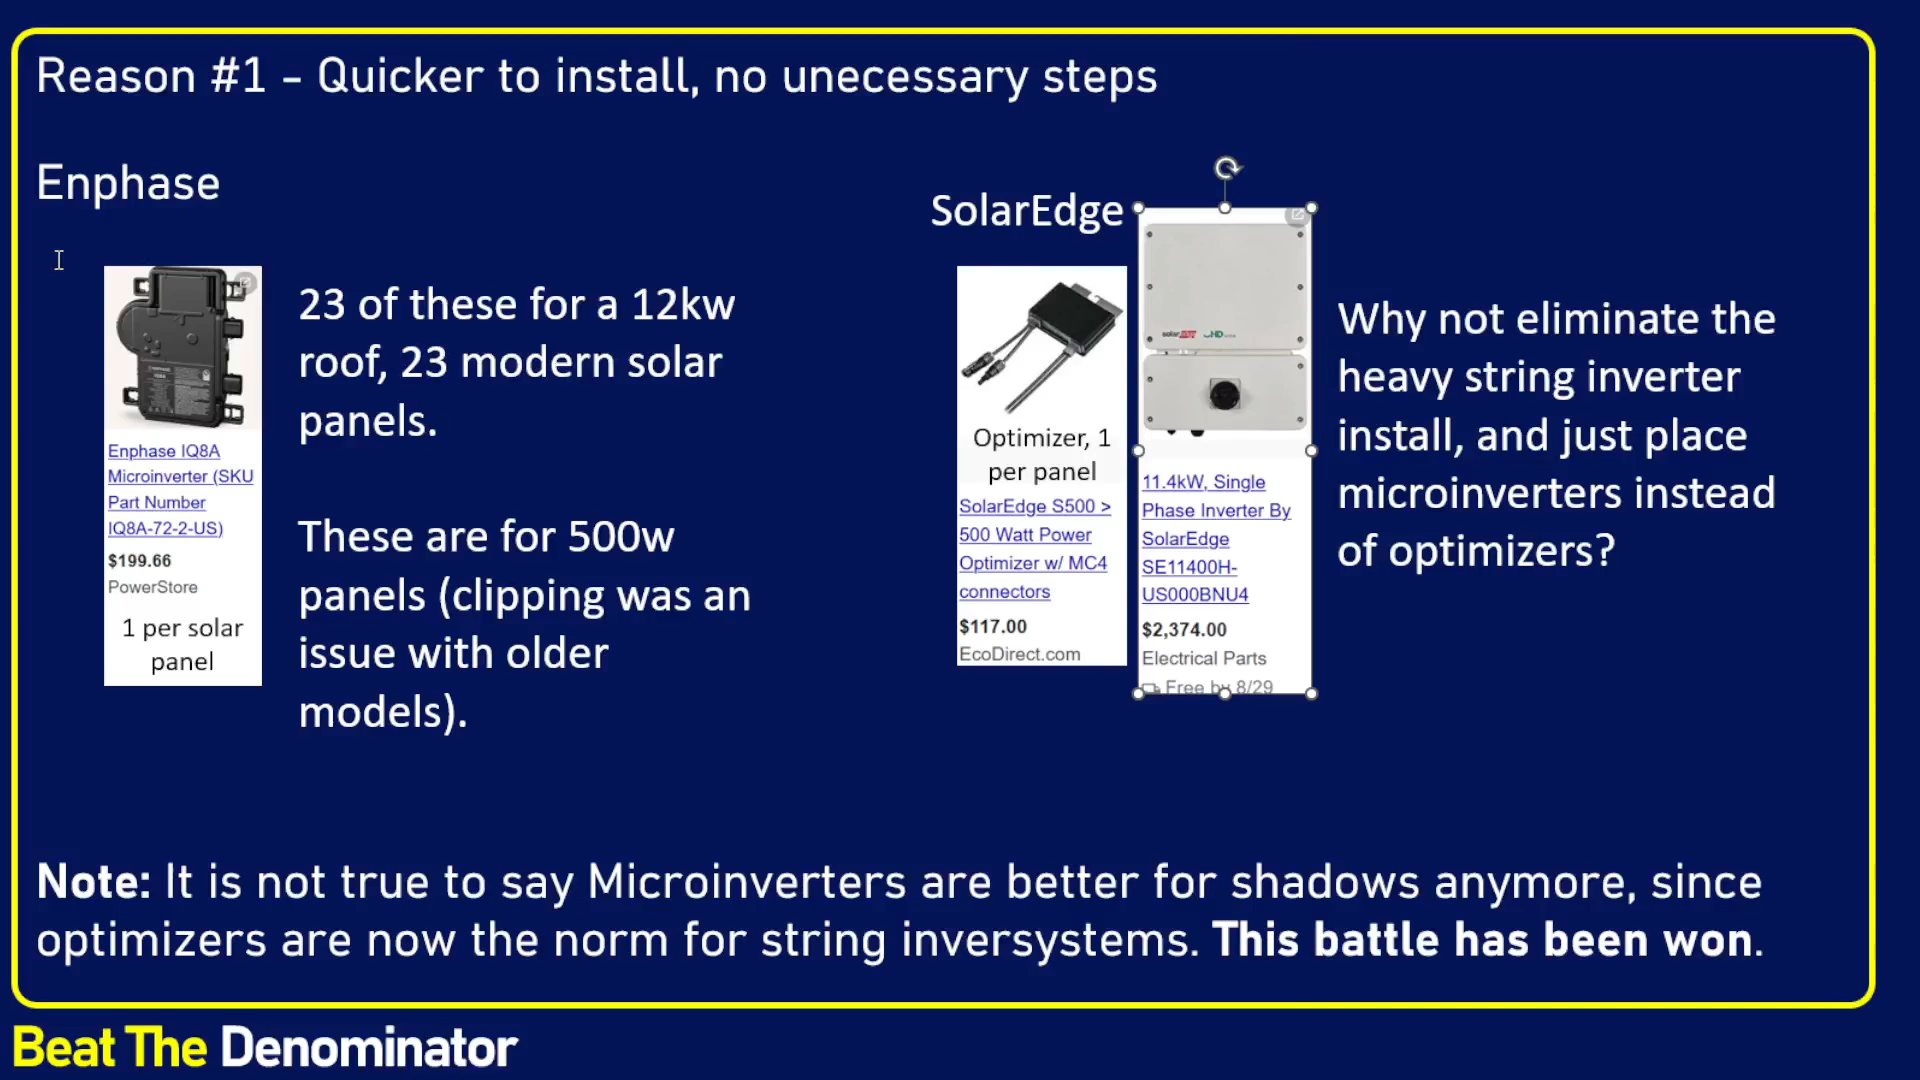 Reason #1 – Quicker to install, no unecessary steps
Enphase
Enphase IQ8A
Microinverter (SKU
Part Number
IQ8A-72-2-US)
$199.66
PowerStore
1 per solar
panel
23 of these for a 12kw
roof, 23 modern solar
panels.
These are for 500w
panels (clipping was an
issue with older
models).
SolarEdge
Optimizer, 1
per panel
SolarEdge S500 >
500 Watt Power
Optimizer w/ MC4
connectors
$117.00
EcoDirect.com
11.4kW, Single
Phase Inverter By
SolarEdge
SE11400H-
US000BNU4
$2,374.00
Electrical Parts
Free by 8/29
Why not eliminate the
heavy string inverter
install, and just place
microinverters instead
of optimizers?
Note: It is not true to say Microinverters are better for shadows anymore, since
optimizers are now the norm for string inversystems. This battle has been won.
Beat The Denominator